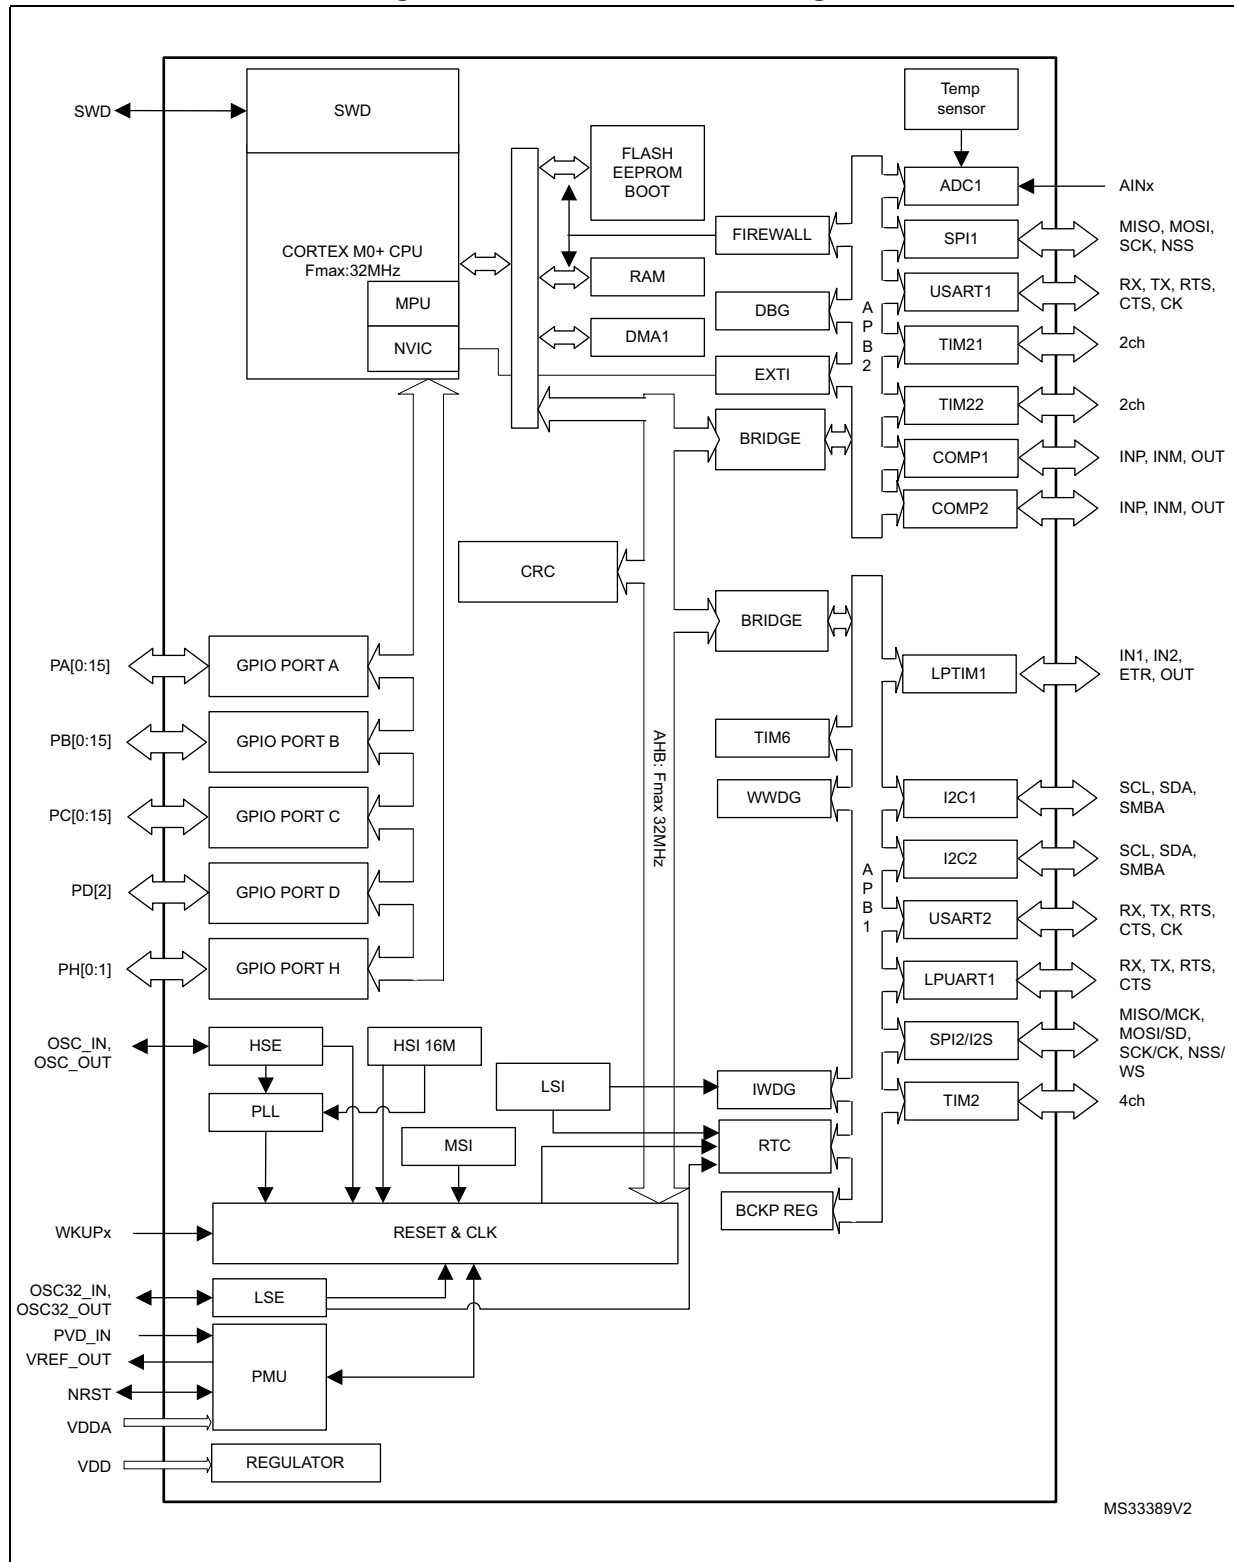 SWD
SWD
CORTEX M0+ CPU
Fmax:32MHz
MPU
NVIC
FLASH
EEPROM
BOOT
RAM
DMA1
FIREWALL
DBG
EXTI
BRIDGE
A
P
B
2
Temp
sensor
ADC1
AINx
SPI1
MISO, MOSI,
SCK, NSS
USART1
RX, TX, RTS,
CTS, CK
TIM21
2ch
TIM22
2ch
COMP1
INP, INM, OUT
COMP2
INP, INM, OUT
CRC
BRIDGE
AHB: Fmax 32MHz
PA[0:15]
GPIO PORT A
PB[0:15]
GPIO PORT B
PC[0:15]
GPIO PORT C
PD[2]
GPIO PORT D
PH[0:1]
GPIO PORT H
LPTIM1
IN1, IN2,
ETR, OUT
TIM6
WWDG
A
P
B
1
I2C1
SCL, SDA,
SMBA
I2C2
SCL, SDA,
SMBA
USART2
RX, TX, RTS,
CTS, CK
LPUART1
RX, TX, RTS,
CTS
SPI2/I2S
MISO/MCK,
MOSI/SD,
SCK/CK, NSS/
WS
TIM2
4ch
OSC_IN,
OSC_OUT
HSE
HSI 16M
PLL
LSI
MSI
IWDG
RTC
BCKP REG
WKUPx
RESET & CLK
OSC32_IN,
OSC32_OUT
LSE
PVD_IN
VREF_OUT
NRST
VDDA
PMU
VDD
REGULATOR
MS33389V2